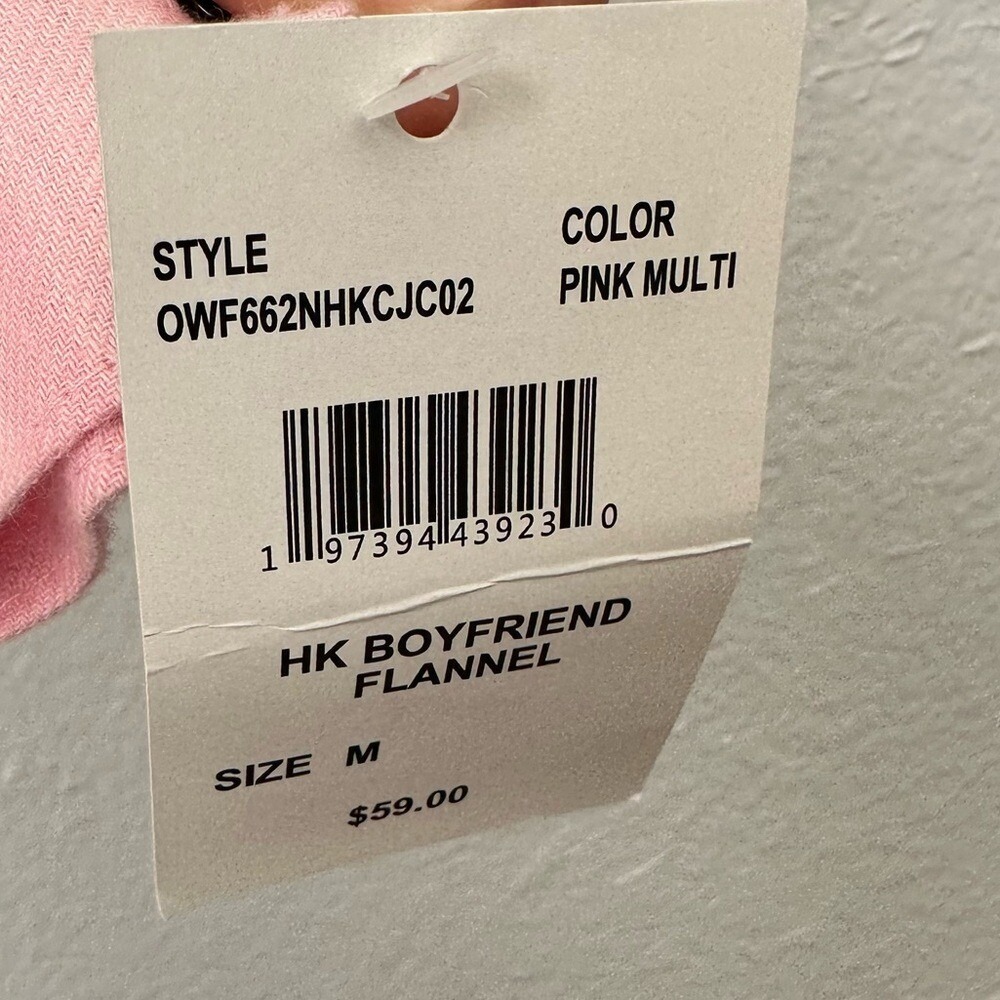 STYLE
OWF662NHKCJC02
COLOR
PINK MULTI
1 97394 43923 0
HK BOYFRIEND
FLANNEL
SIZE M
$59.00